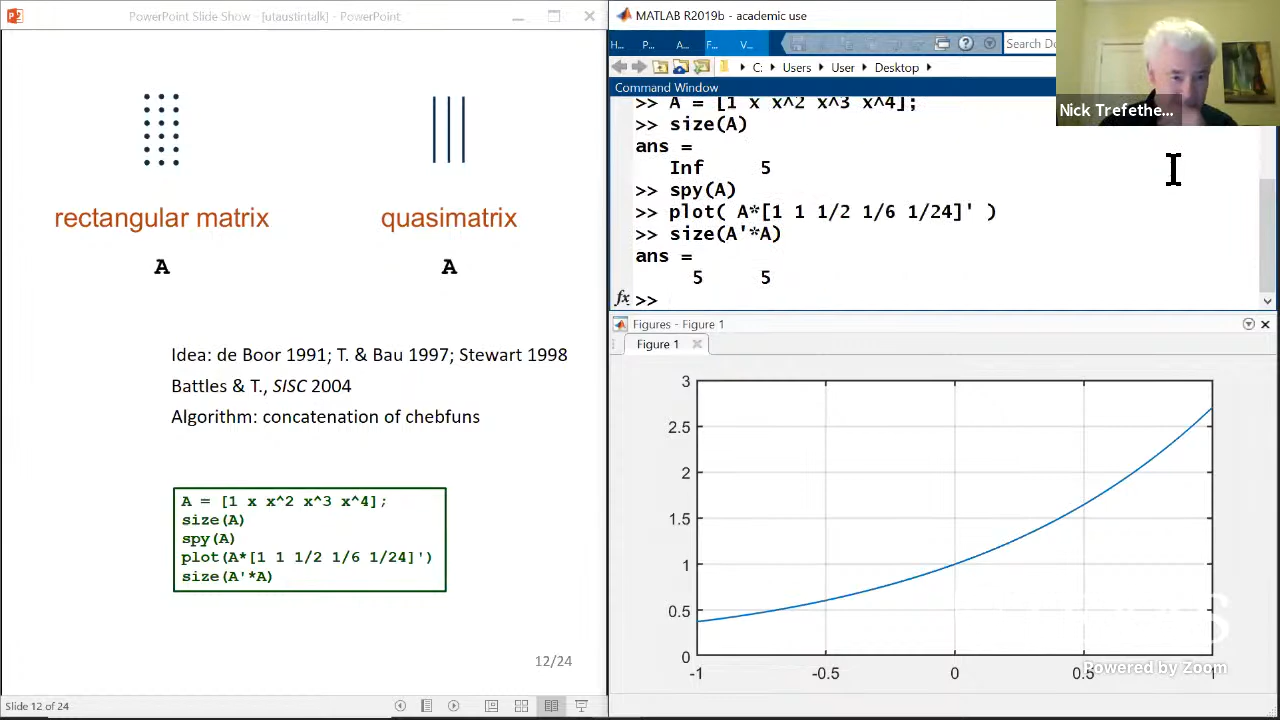 PowerPoint Slide Show - [utaustintalk] - PowerPoint
rectangular matrix
quasimatrix
A
A
Idea: de Boor 1991; T. & Bau 1997; Stewart 1998
Battles & T., SISC 2004
Algorithm: concatenation of chebfuns
A = [1 x x^2 x^3 x^4];
size(A)
spy(A)
plot(A*[1 1 1/2 1/6 1/24]')
size(A'*A)
12/24
Slide 12 of 24
MATLAB R2019b - academic use
H... P... A... F... V...
Search Do
C: Users User Desktop
Command Window
>> A = [1 x x^2 x^3 x^4];
>> size(A)
ans =
Inf 5
>> spy(A)
>> plot( A*[1 1 1/2 1/6 1/24]' )
>> size(A'*A)
ans =
5 5
fx >>
Nick Trefethe...
Figures - Figure 1
Figure 1
3
2.5
2
1.5
1
0.5
0
-1 -0.5 0 0.5 1
Powered by Zoom